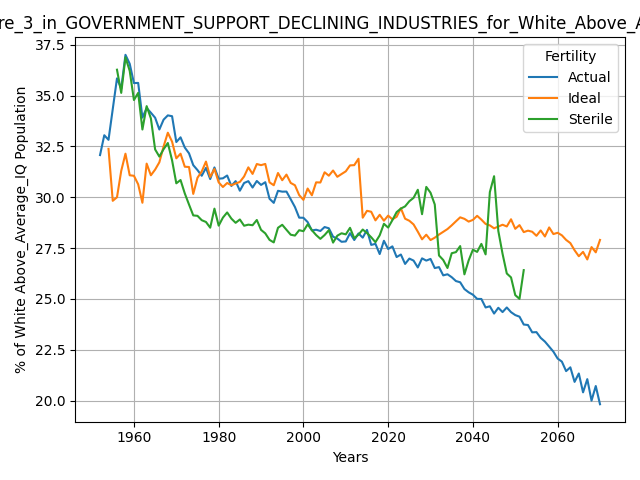 re_3_in_GOVERNMENT_SUPPORT_DECLINING_INDUSTRIES_for_White_Above_A
Fertility
Actual
Ideal
Sterile
% of White Above_Average_IQ Population
37.5
35.0
32.5
30.0
27.5
25.0
22.5
20.0
1960
1980
2000
2020
2040
2060
Years